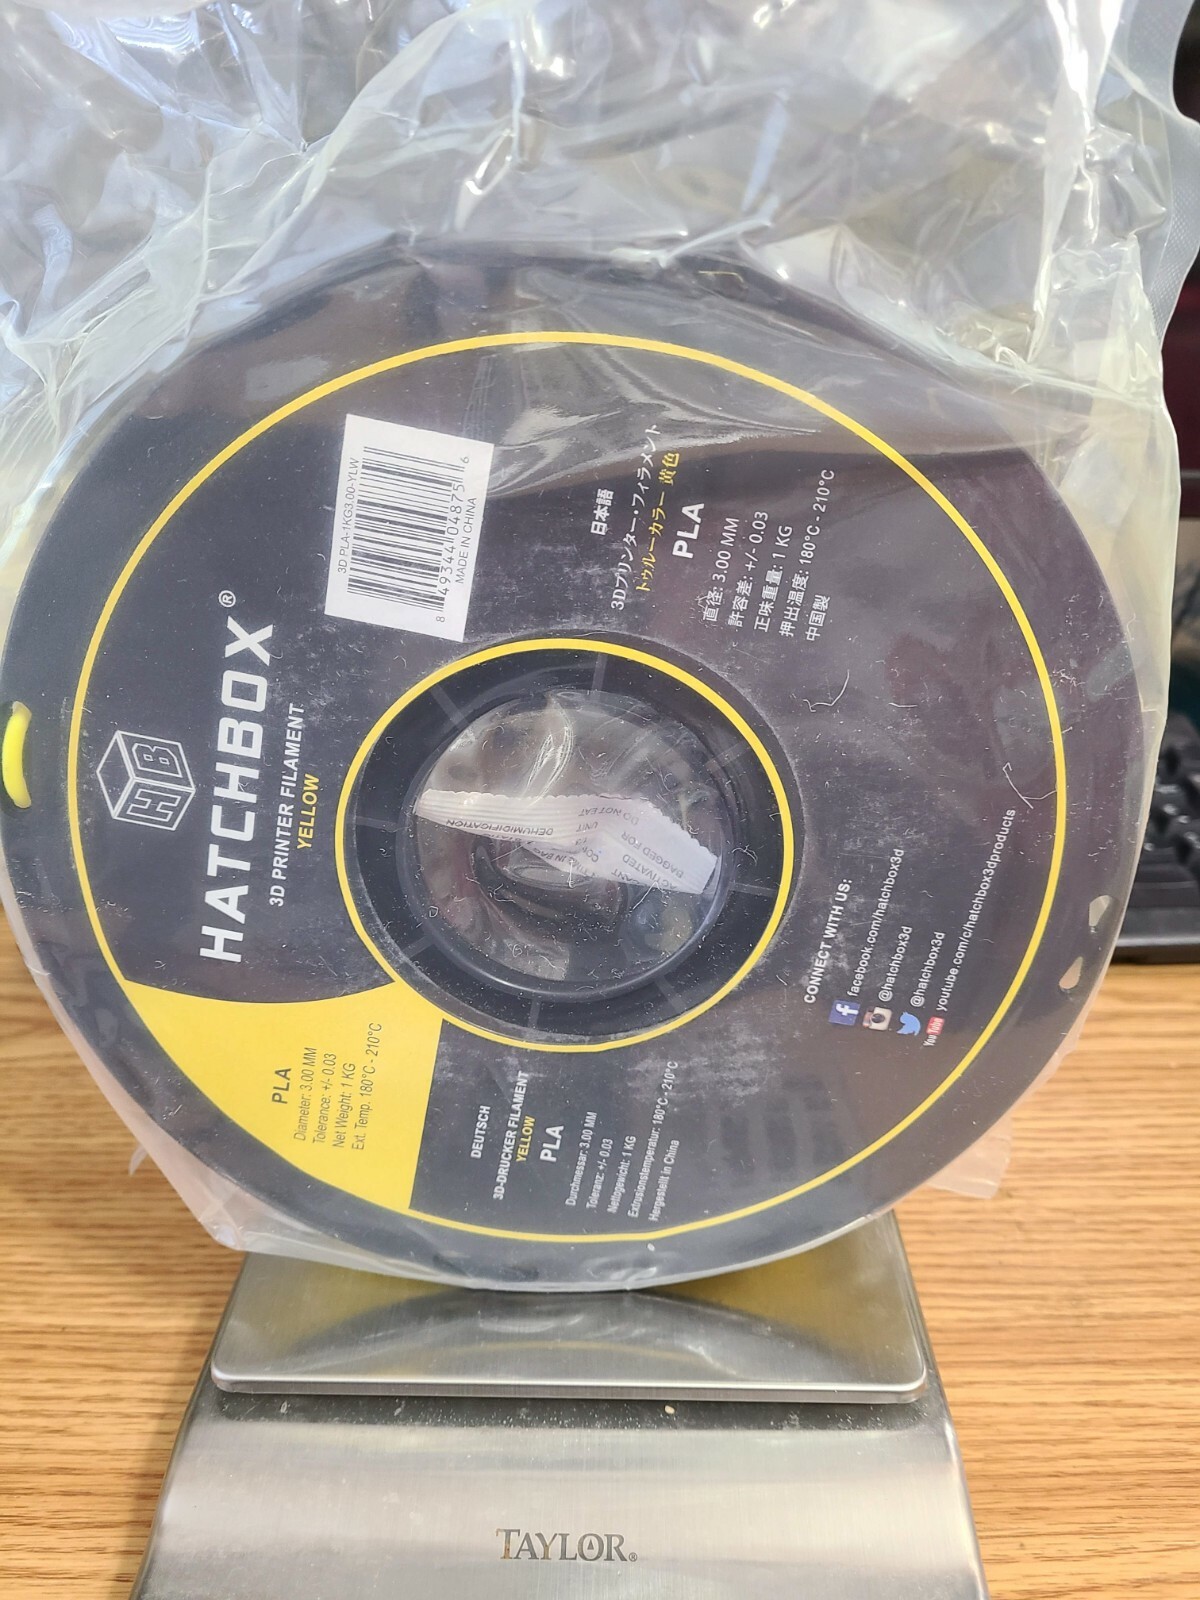 3D PLA-1KG3.00-YLW
8 49344 04875 6
MADE IN CHINA
HB
HATCHBOX®
3D PRINTER FILAMENT
YELLOW
日本語
3Dプリンター・フィラメント
トゥルーカラー 黄色
PLA
直径: 3.00 MM
許容差: +/- 0.03
正味重量: 1 KG
押出温度: 180°C - 210°C
中国製
PLA
Diameter: 3.00 MM
Tolerance: +/- 0.03
Net Weight: 1 KG
Ext. Temp. 180°C - 210°C
DEUTSCH
3D-DRUCKER FILAMENT
YELLOW
PLA
Durchmessar: 3.00 MM
Toleranz: +/- 0.03
Nettogewicht: 1 KG
Extrusionstemperatur: 180°C - 210°C
Hergestellt in China
CONNECT WITH US:
f facebook.com/hatchbox3d
@hatchbox3d
@hatchbox3d
YouTube youtube.com/c/hatchbox3dproducts
DO NOT EAT
UNIT
DEHUMIDIFICATION
BAGGED FOR
ACTIVATED
TAYLOR®